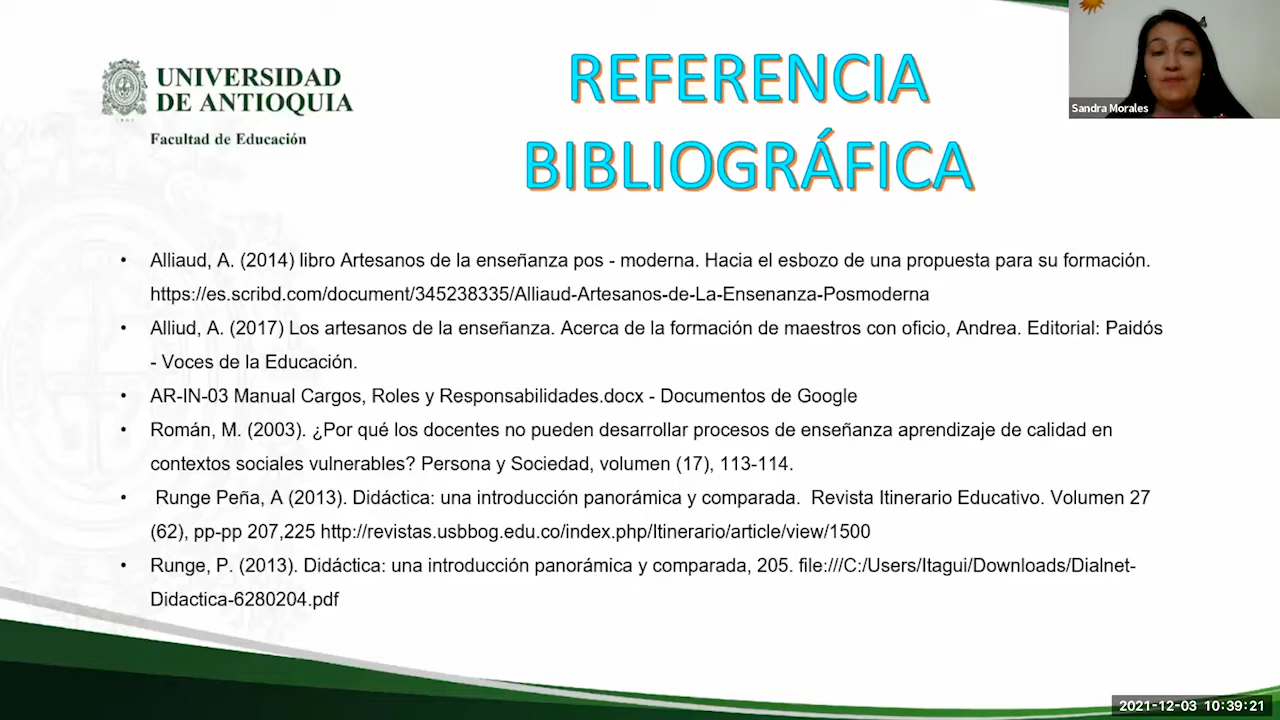 UNIVERSIDAD
DE ANTIOQUIA
Facultad de Educación
REFERENCIA
BIBLIOGRÁFICA
Sandra Morales
• Alliaud, A. (2014) libro Artesanos de la enseñanza pos - moderna. Hacia el esbozo de una propuesta para su formación.
https://es.scribd.com/document/345238335/Alliaud-Artesanos-de-La-Ensenanza-Posmoderna
• Alliud, A. (2017) Los artesanos de la enseñanza. Acerca de la formación de maestros con oficio, Andrea. Editorial: Paidós
- Voces de la Educación.
• AR-IN-03 Manual Cargos, Roles y Responsabilidades.docx - Documentos de Google
• Román, M. (2003). ¿Por qué los docentes no pueden desarrollar procesos de enseñanza aprendizaje de calidad en
contextos sociales vulnerables? Persona y Sociedad, volumen (17), 113-114.
• Runge Peña, A (2013). Didáctica: una introducción panorámica y comparada. Revista Itinerario Educativo. Volumen 27
(62), pp-pp 207,225 http://revistas.usbbog.edu.co/index.php/Itinerario/article/view/1500
• Runge, P. (2013). Didáctica: una introducción panorámica y comparada, 205. file:///C:/Users/Itagui/Downloads/Dialnet-
Didactica-6280204.pdf
2021-12-03 10:39:21